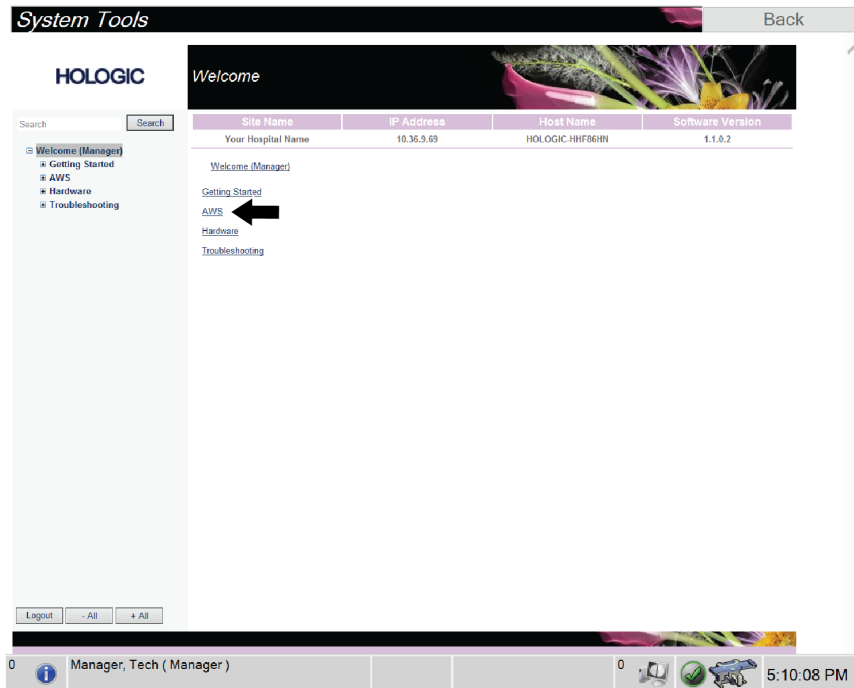 System Tools
Back
HOLOGIC
Welcome
Search Search
Site Name IP Address Host Name Software Version
Your Hospital Name 10.36.9.69 HOLOGIC-HHF86HN 1.1.0.2
Welcome (Manager)
Getting Started
AWS
Hardware
Troubleshooting
Welcome (Manager)
Getting Started
AWS
Hardware
Troubleshooting
Logout - All + All
0 Manager, Tech ( Manager ) 0 5:10:08 PM